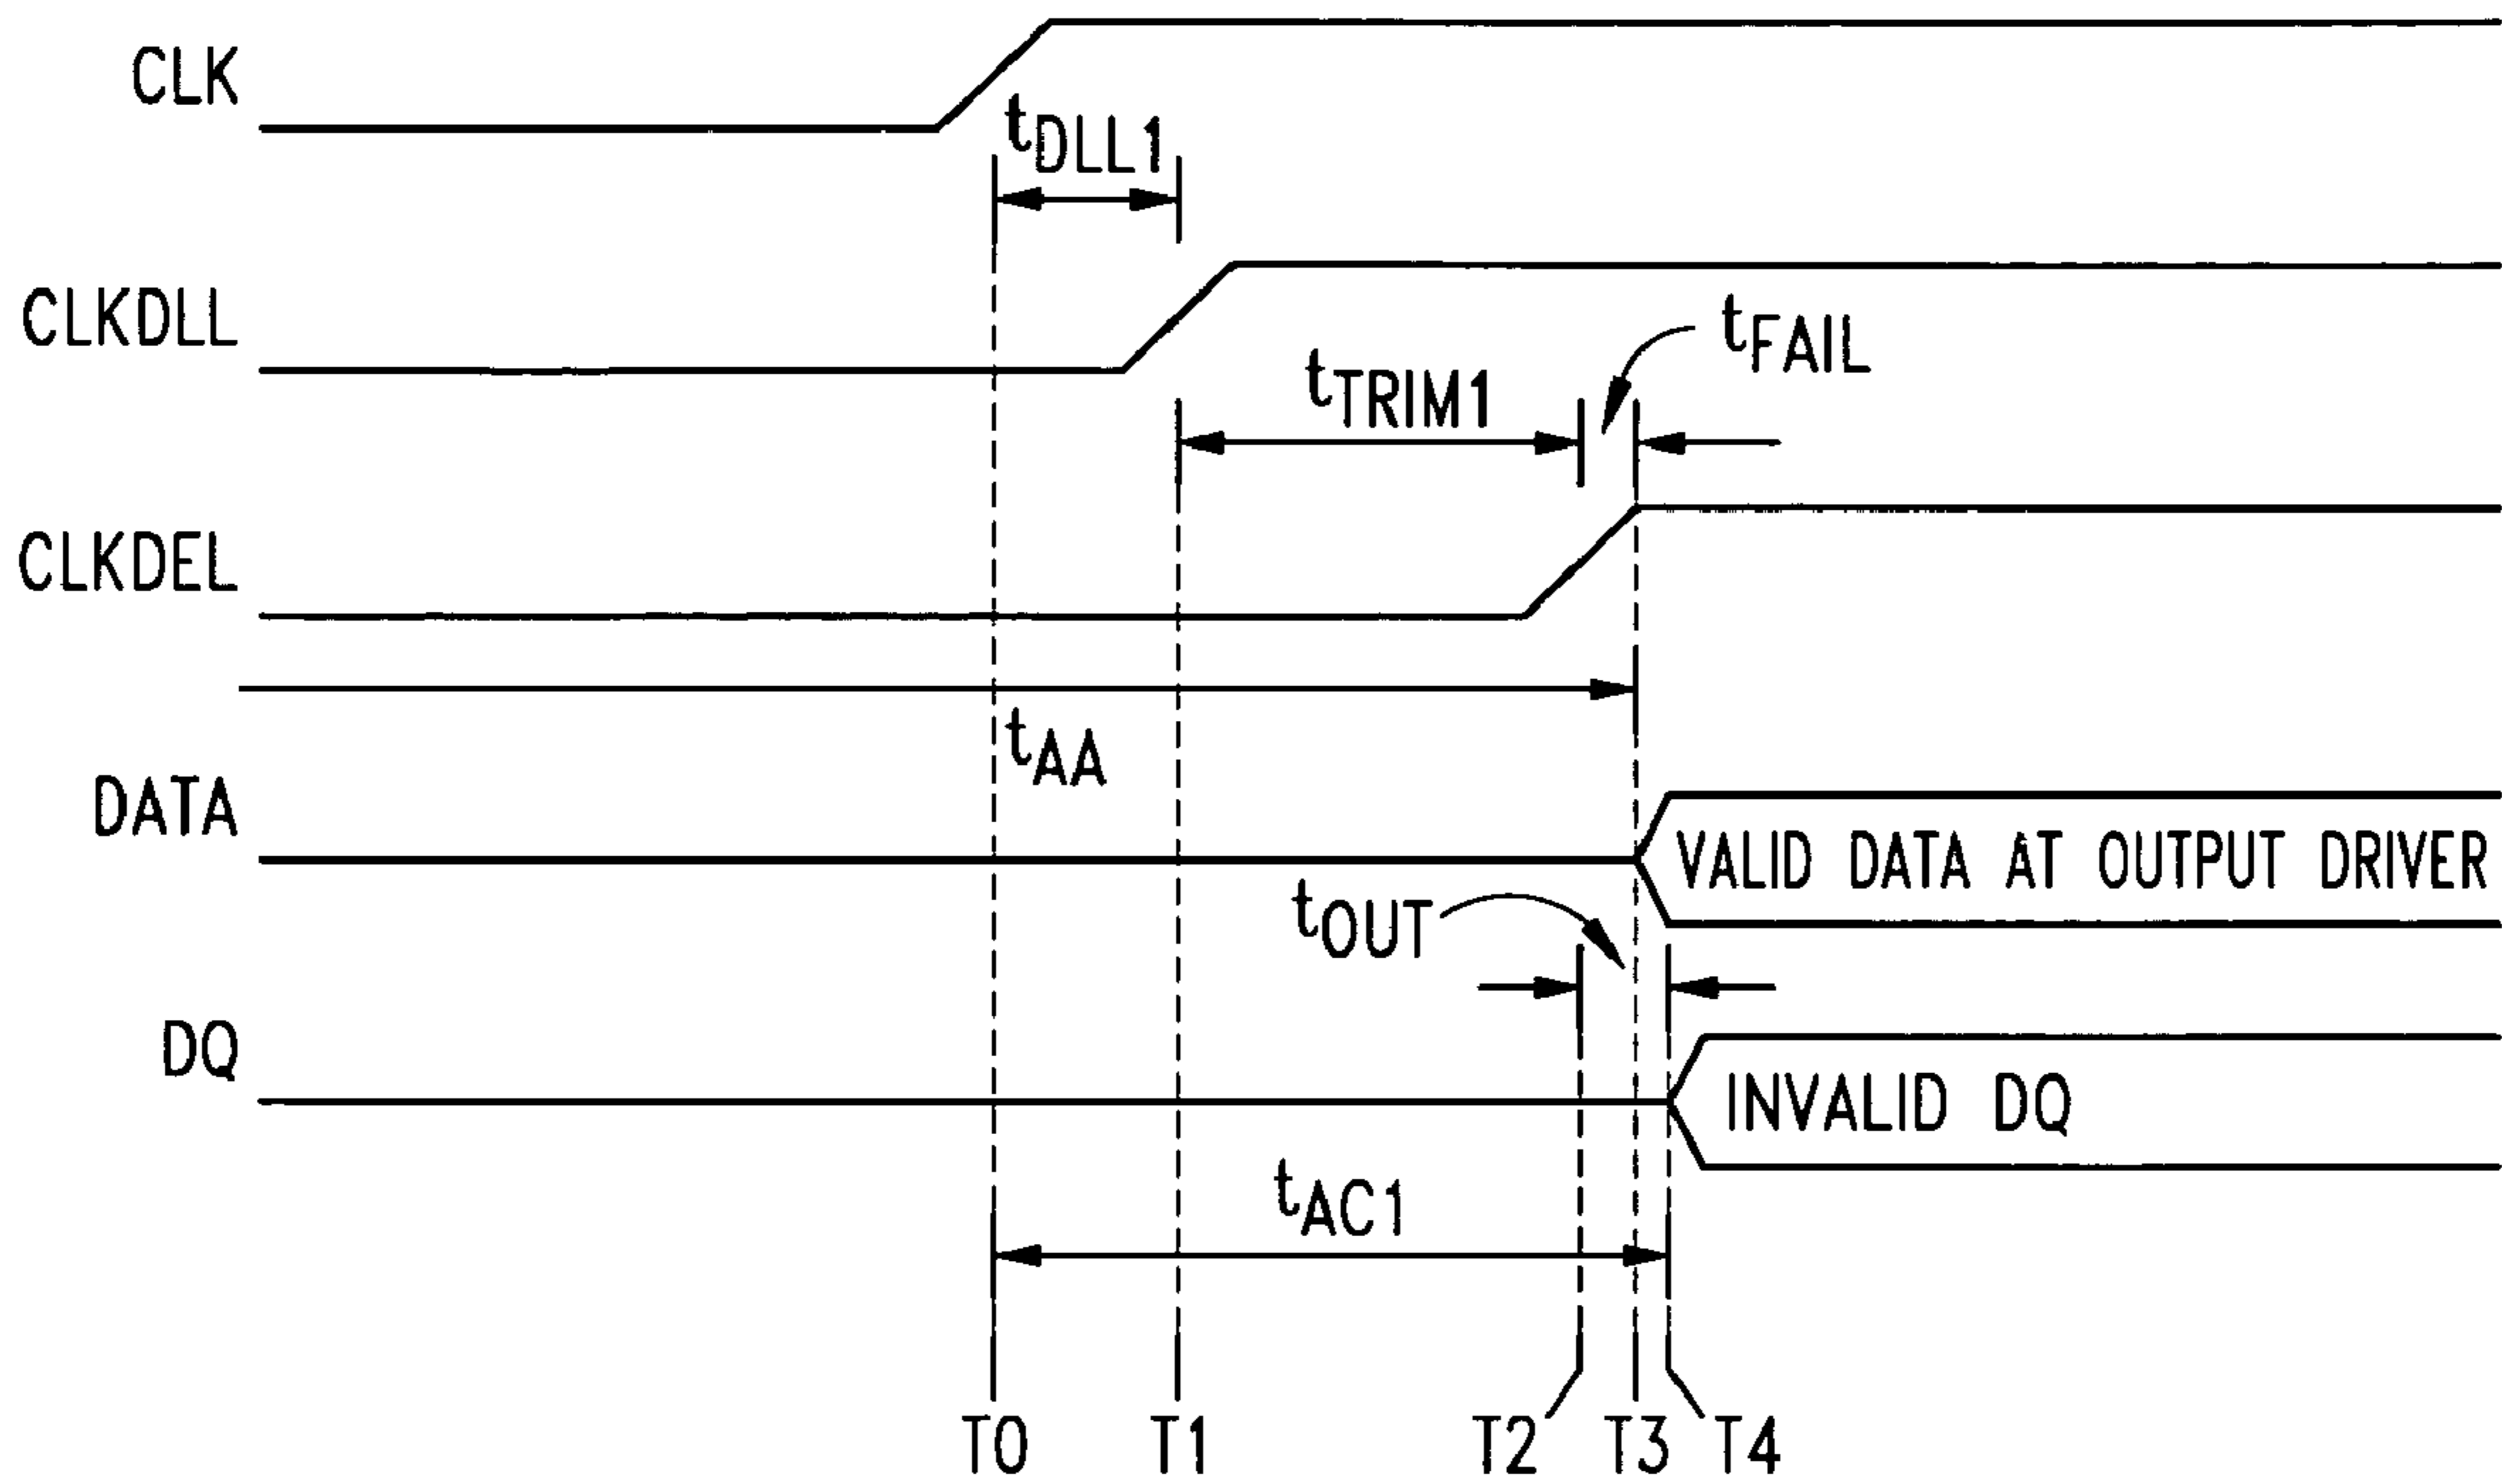 CLK
tDLL1
CLKDLL
tFAIL
tTRIM1
CLKDEL
tAA
DATA
VALID DATA AT OUTPUT DRIVER
tOUT
DQ
INVALID DQ
tAC1
T0 T1 T2 T3 T4